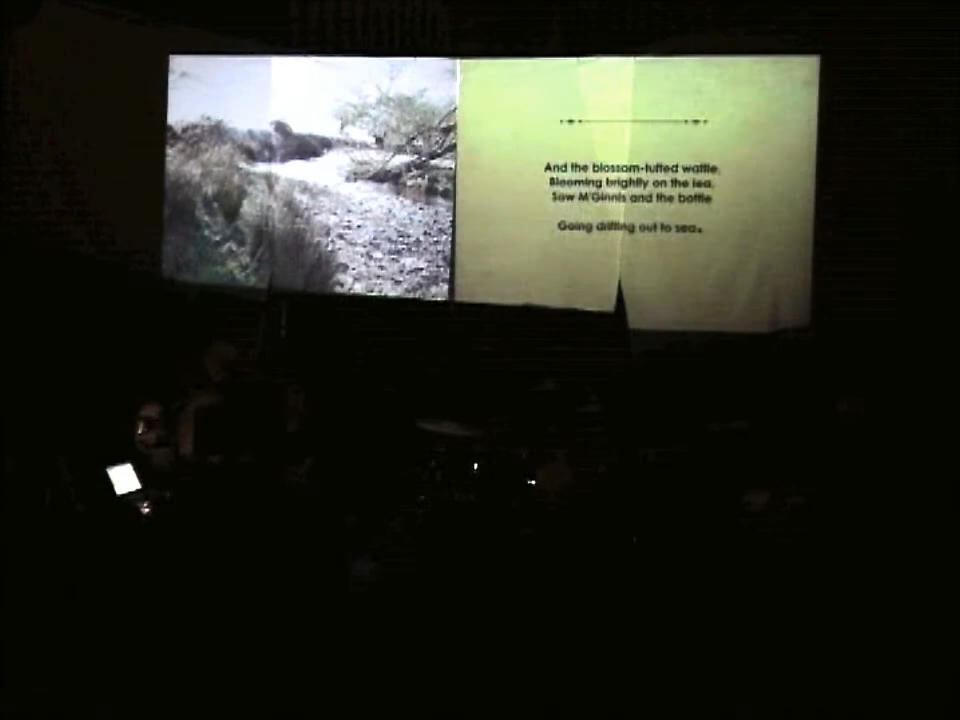 And the blossom-tufted wattle,
Blooming brightly on the lea,
Saw M'Ginnis and the bottle
Going drifting out to sea.